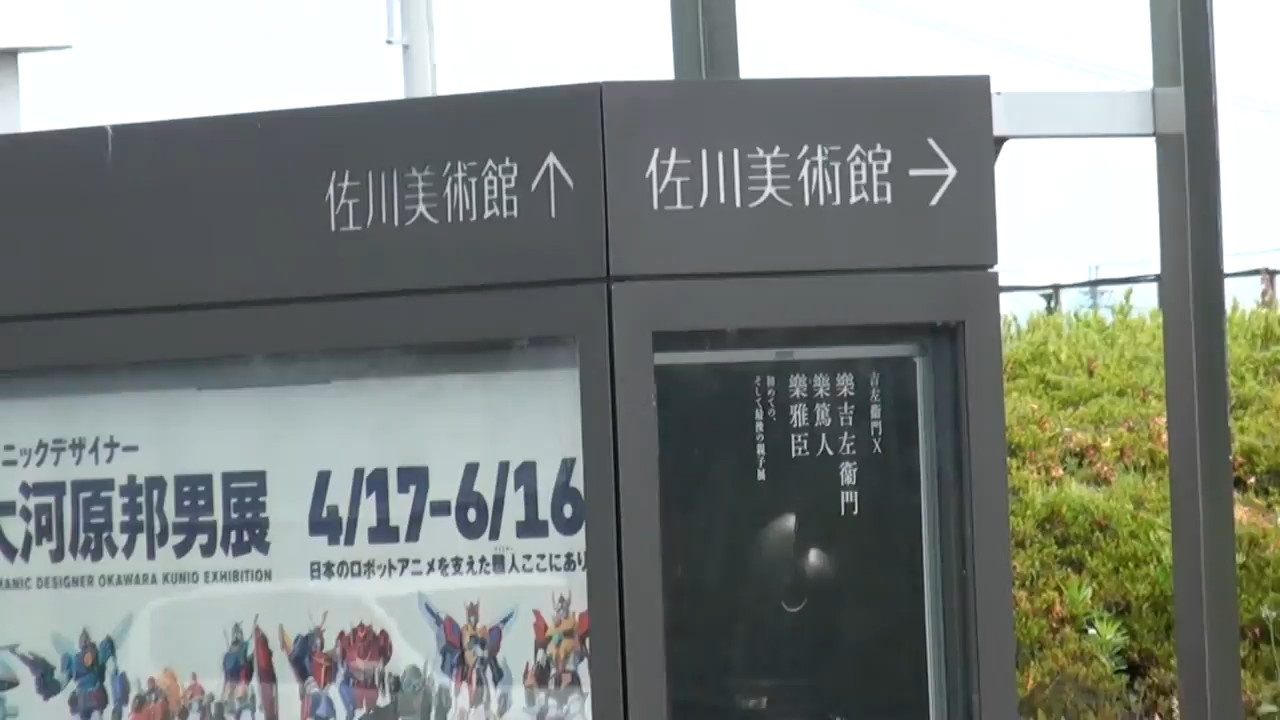 佐川美術館↑
佐川美術館→
ニックデザイナー
大河原邦男展
4/17-6/16
ANIC DESIGNER OKAWARA KUNIO EXHIBITION
日本のロボットアニメを支えた職人ここにあり
吉左衞門X
樂吉左衞門
樂篤人
樂雅臣
初めての、
そして最後の親子展